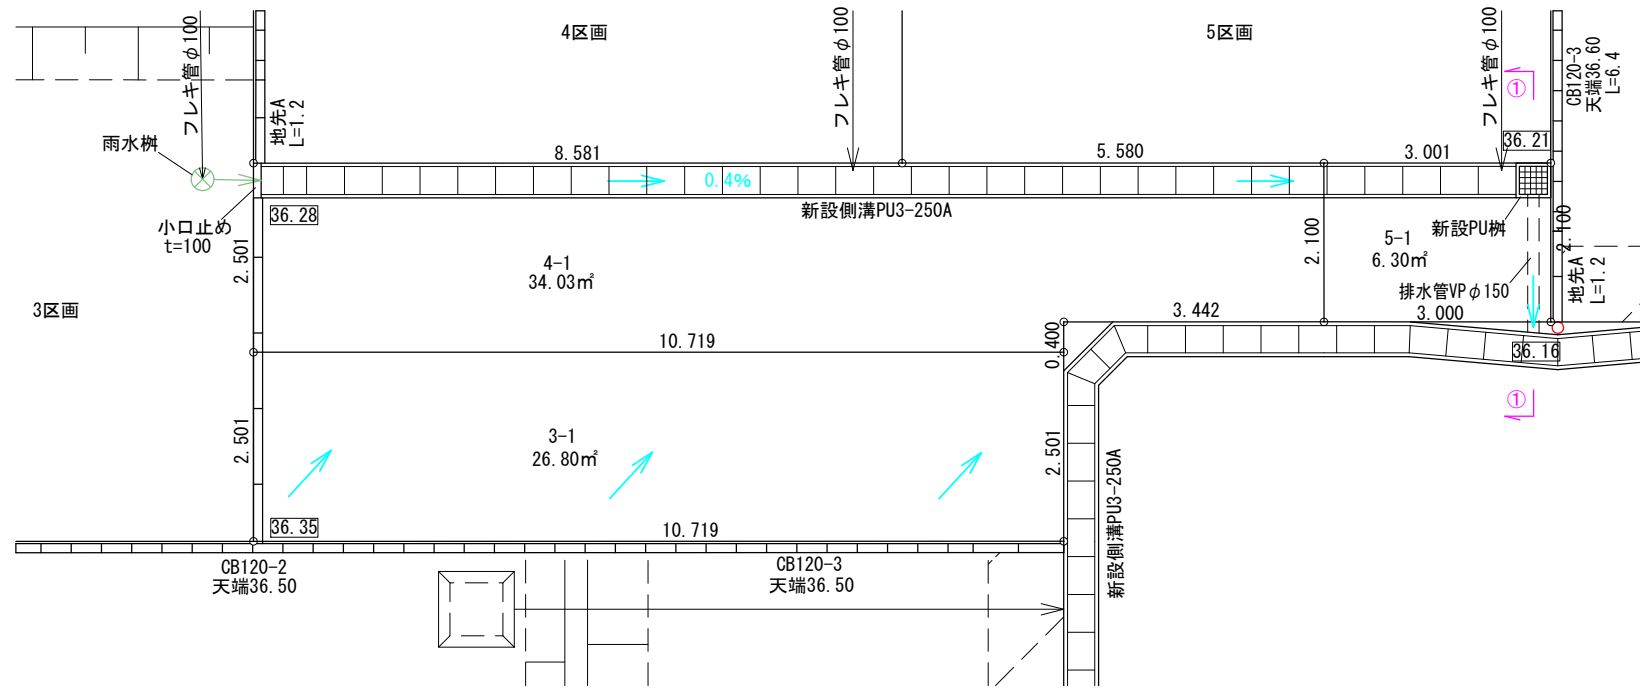 4区画
5区画
フレキ管φ100
フレキ管φ100
フレキ管φ100
CB120-3
天端36.60
L=6.4
①
地先A
L=1.2
雨水桝
36.21
8.581
5.580
3.001
0.4%
新設側溝PU3-250A
36.28
小口止め
t=100
新設PU桝
2.501
2.100
2.100
4-1
34.03㎡
5-1
6.30㎡
地先A
L=1.2
排水管VPφ150
3区画
3.442
3.000
10.719
0.400
36.16
①
2.501
3-1
26.80㎡
2.501
新設側溝PU3-250A
36.35
10.719
CB120-2
天端36.50
CB120-3
天端36.50